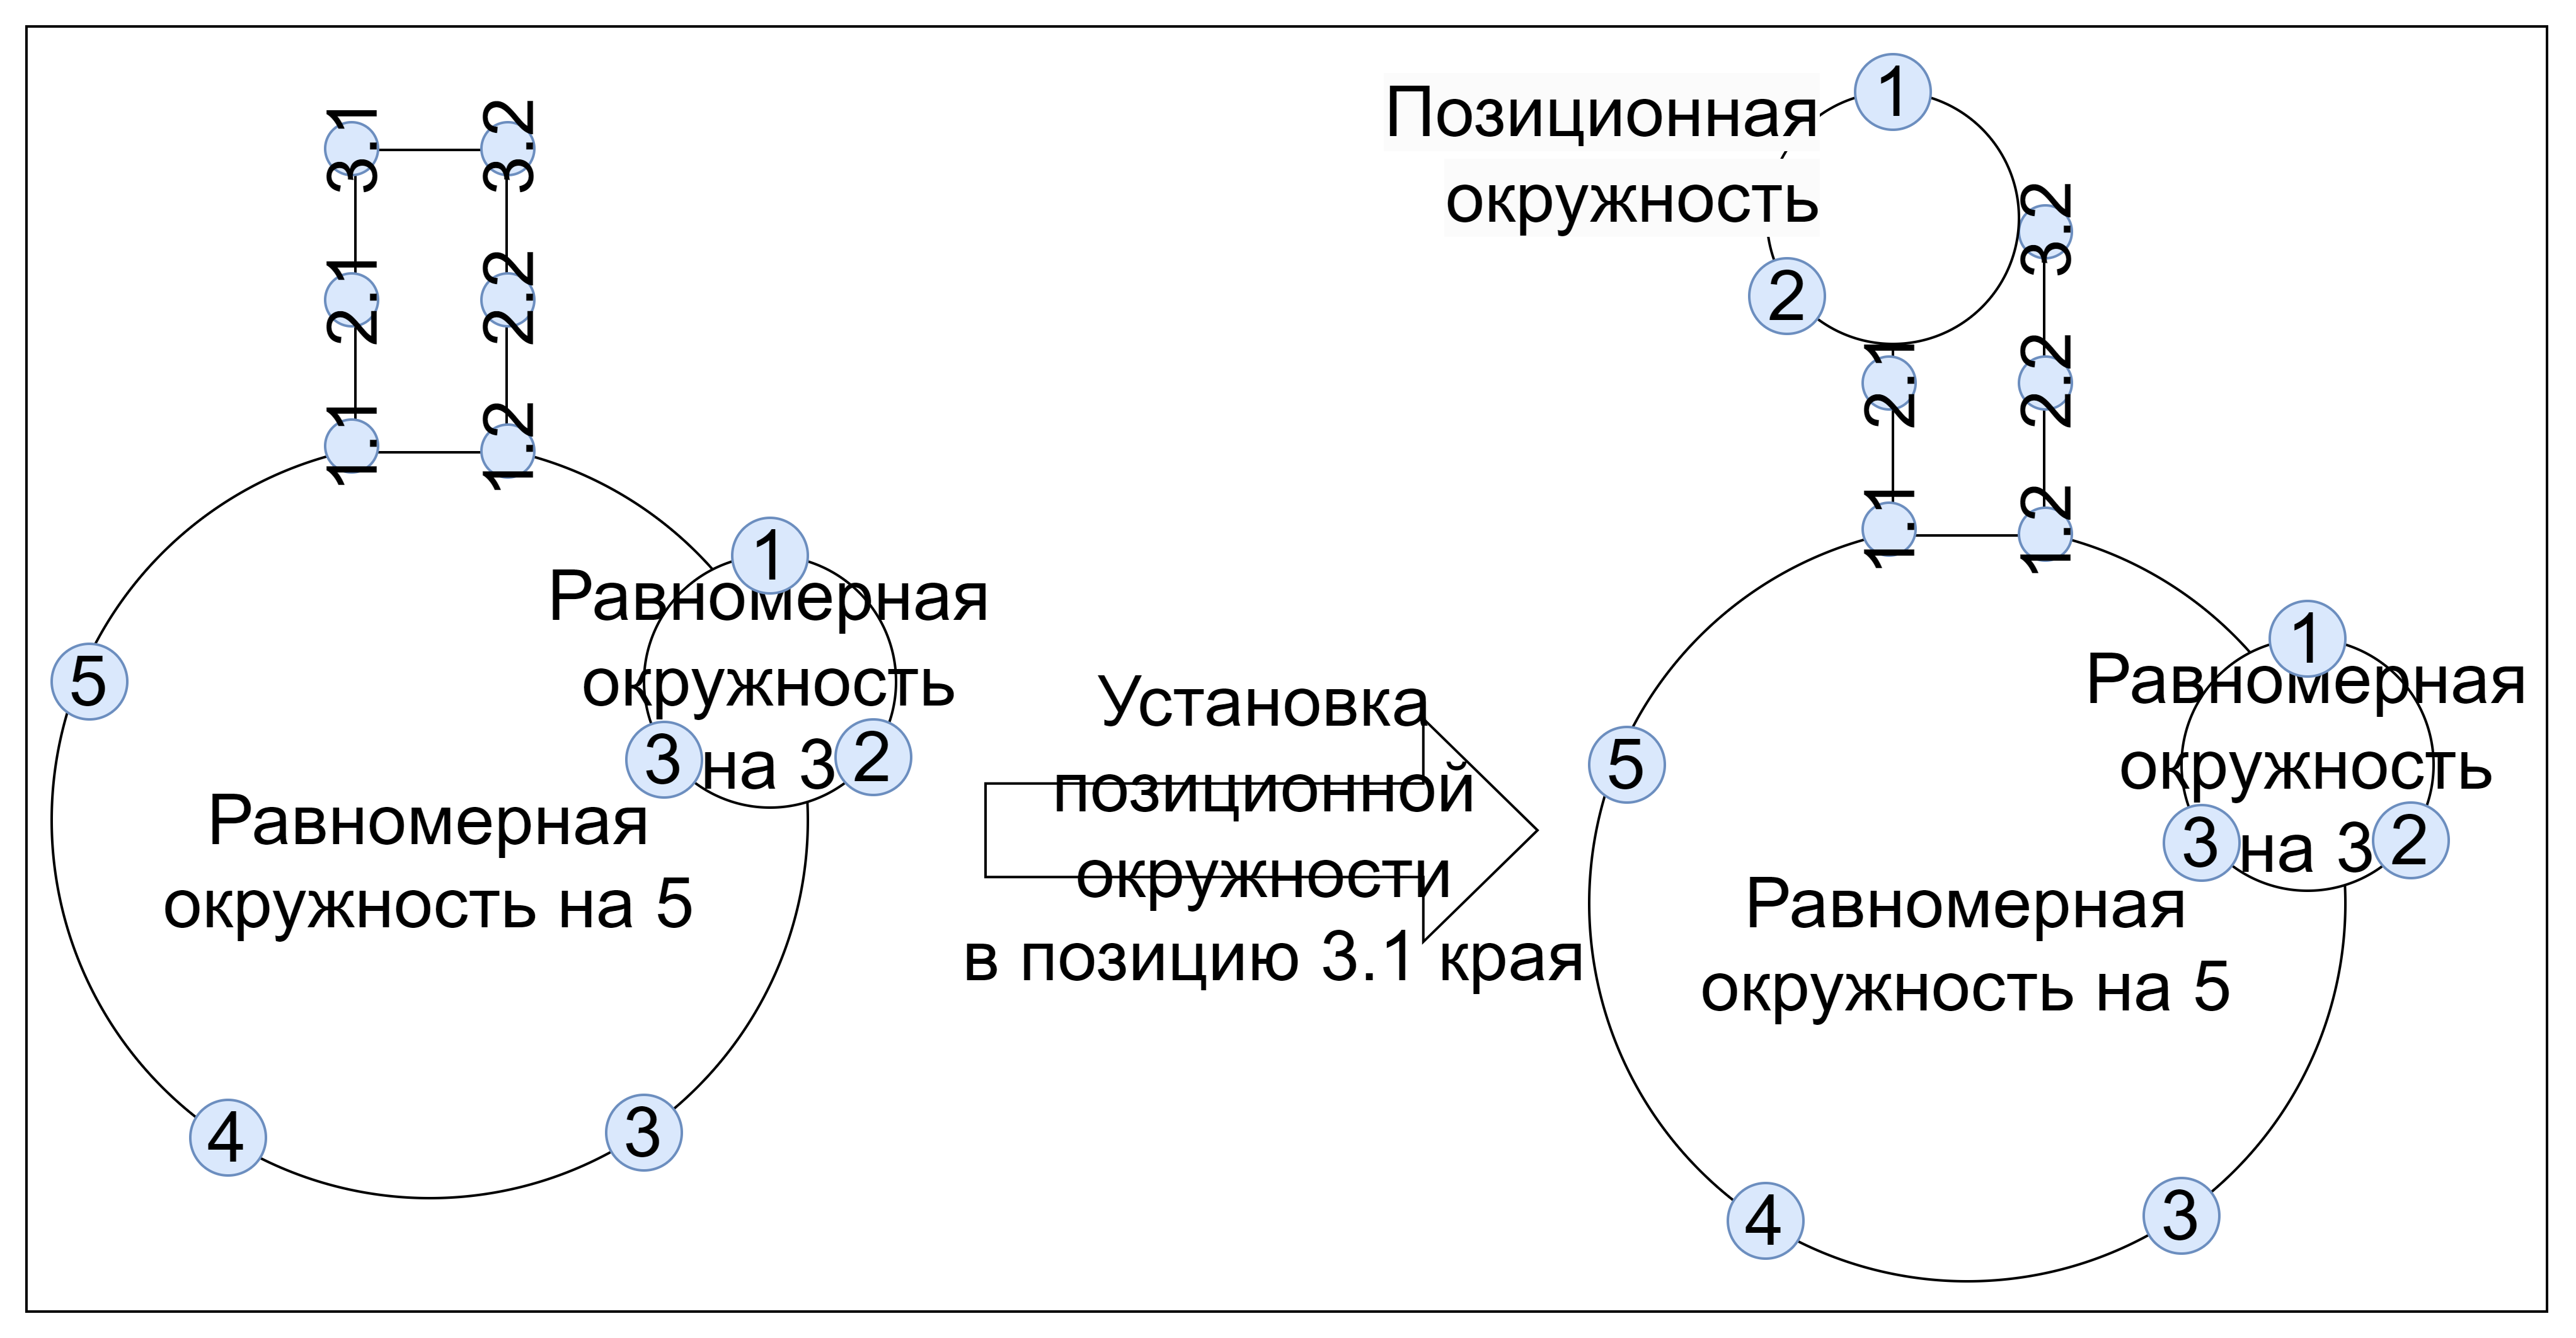 3.1
3.2
2.1
2.2
1.1
1.2
1
Равномерная
окружность
на 3
3
2
5
Равномерная
окружность на 5
4
3
Установка
позиционной
окружности
в позицию 3.1 края
Позиционная
окружность
1
2
3.2
2.1
2.2
1.1
1.2
1
Равномерная
окружность
на 3
3
2
5
Равномерная
окружность на 5
4
3